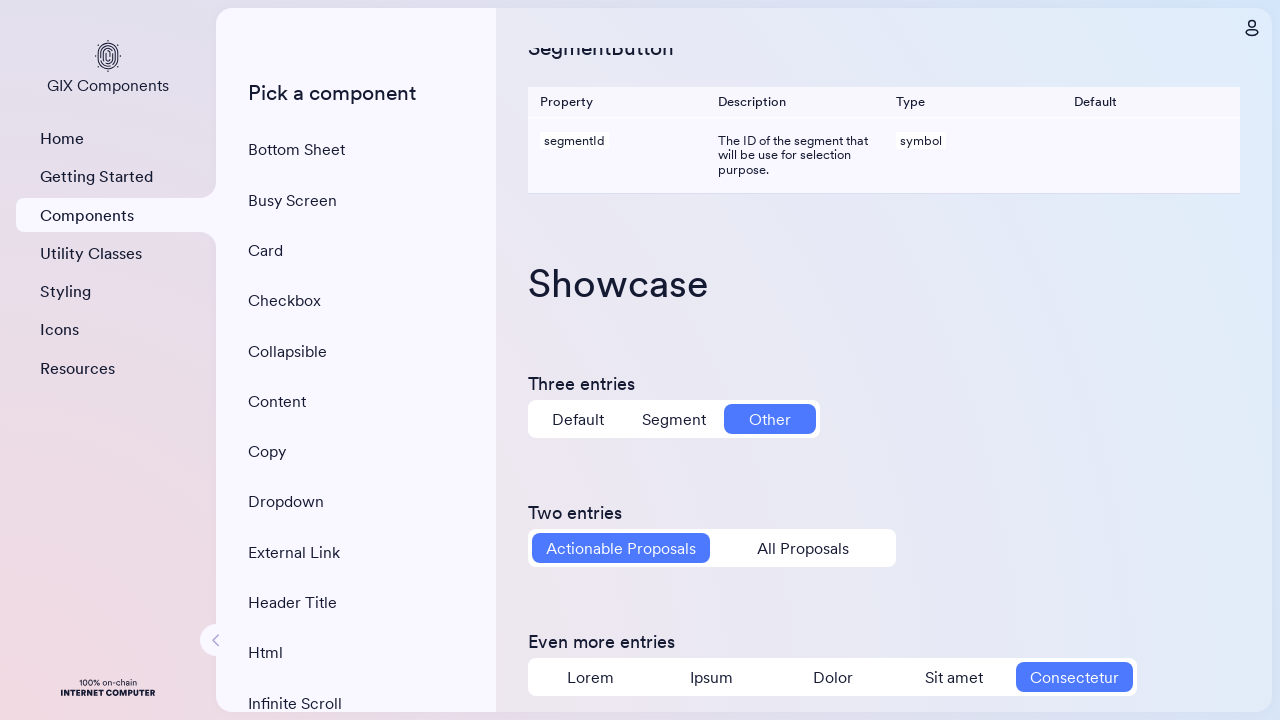 GIX Components
Home
Getting Started
Components
Utility Classes
Styling
Icons
Resources
100% on-chain
INTERNET COMPUTER
Pick a component
Bottom Sheet
Busy Screen
Card
Checkbox
Collapsible
Content
Copy
Dropdown
External Link
Header Title
Html
Infinite Scroll
SegmentButton
Property Description Type Default
segmentId The ID of the segment that symbol
will be use for selection
purpose.
Showcase
Three entries
Default Segment Other
Two entries
Actionable Proposals All Proposals
Even more entries
Lorem Ipsum Dolor Sit amet Consectetur